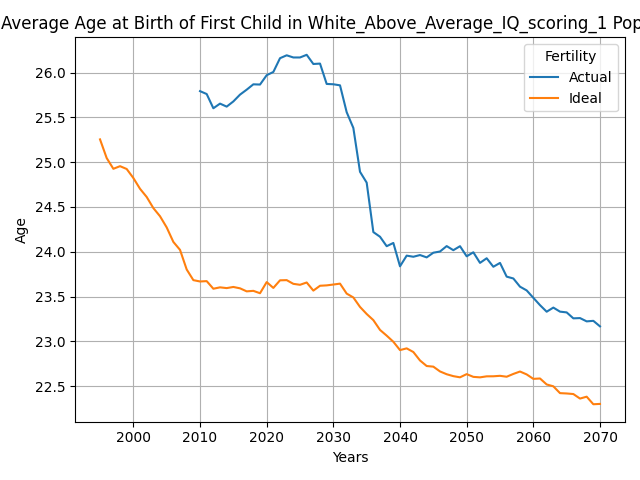 Average Age at Birth of First Child in White_Above_Average_IQ_scoring_1 Pop
Fertility
Actual
Ideal
26.0
25.5
25.0
24.5
24.0
23.5
23.0
22.5
Age
2000 2010 2020 2030 2040 2050 2060 2070
Years